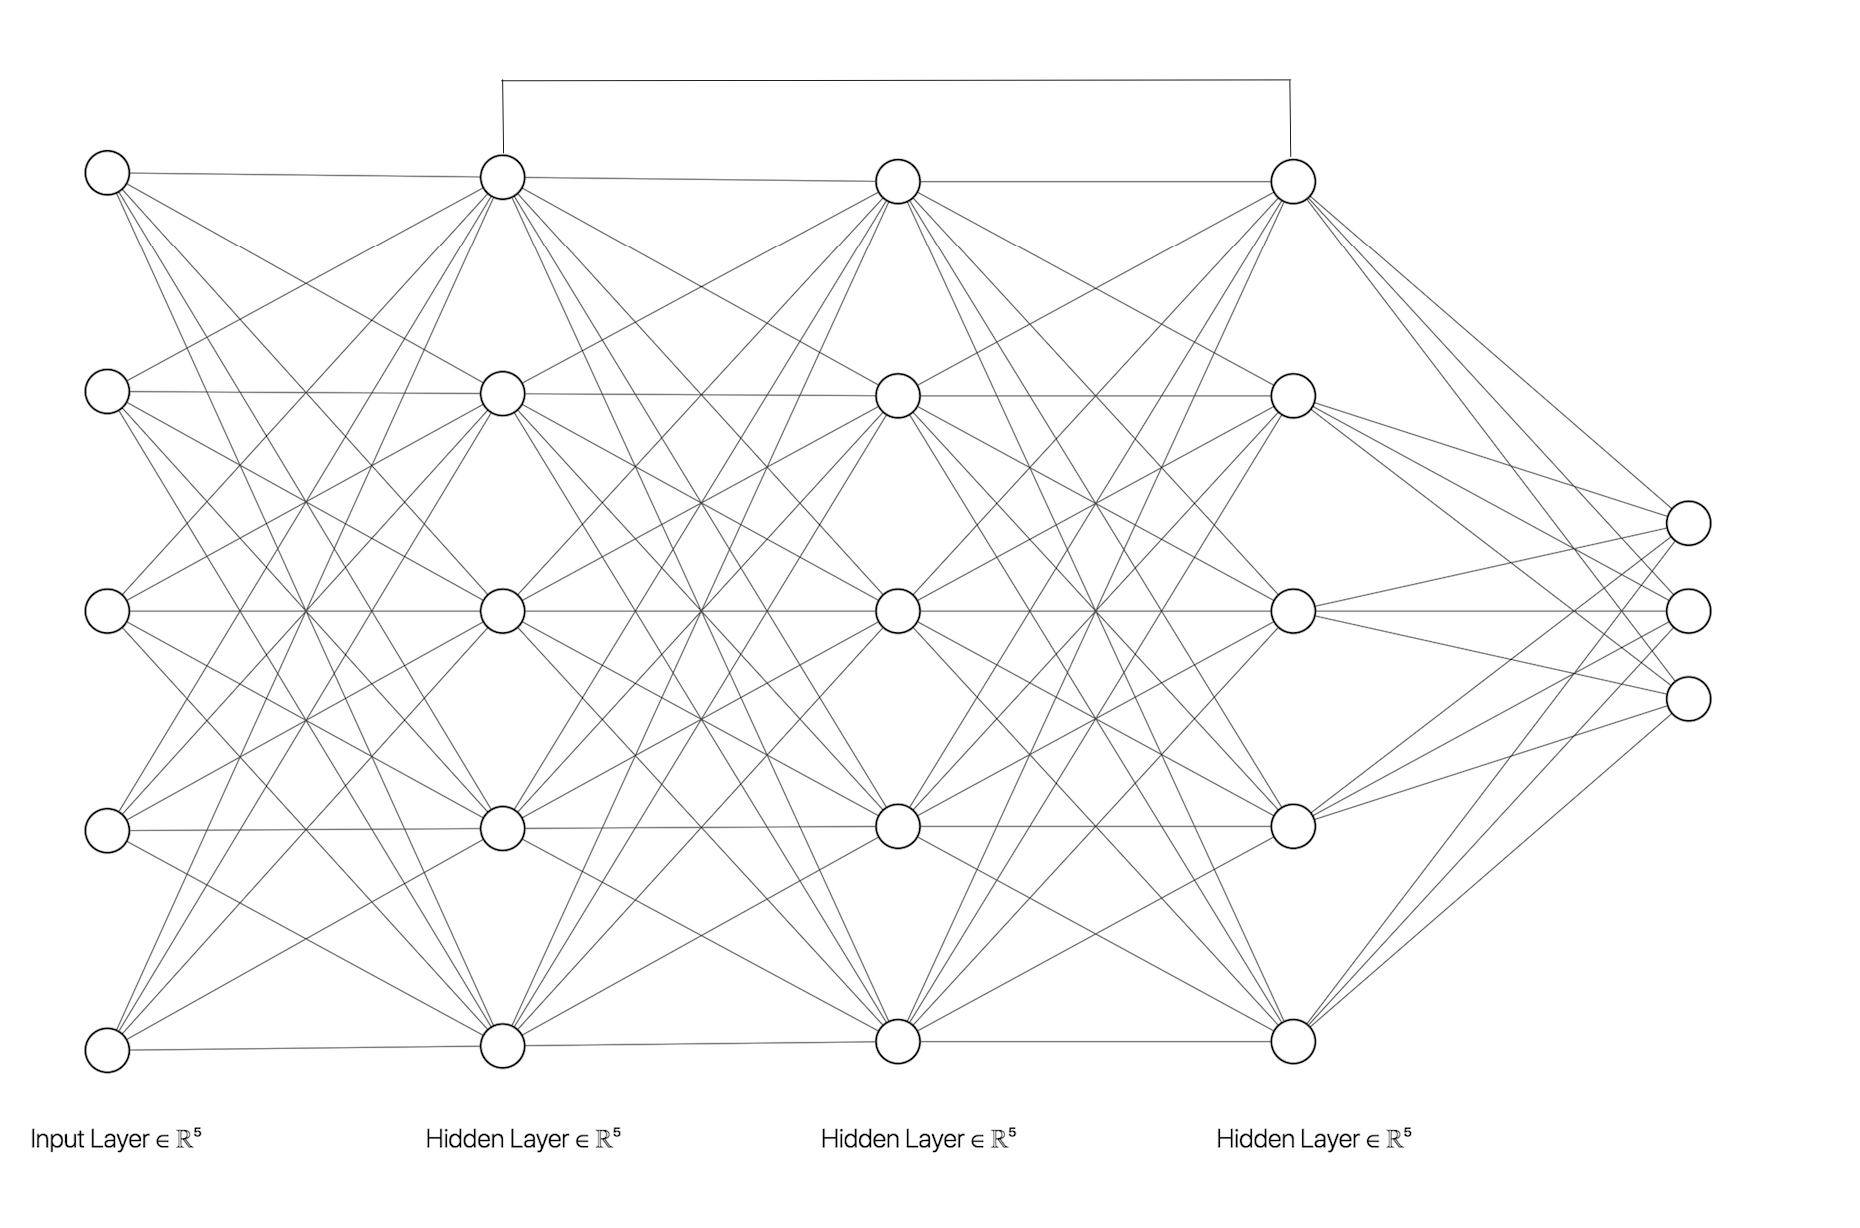 Input Layer ∈ ℝ⁵
Hidden Layer ∈ ℝ⁵
Hidden Layer ∈ ℝ⁵
Hidden Layer ∈ ℝ⁵